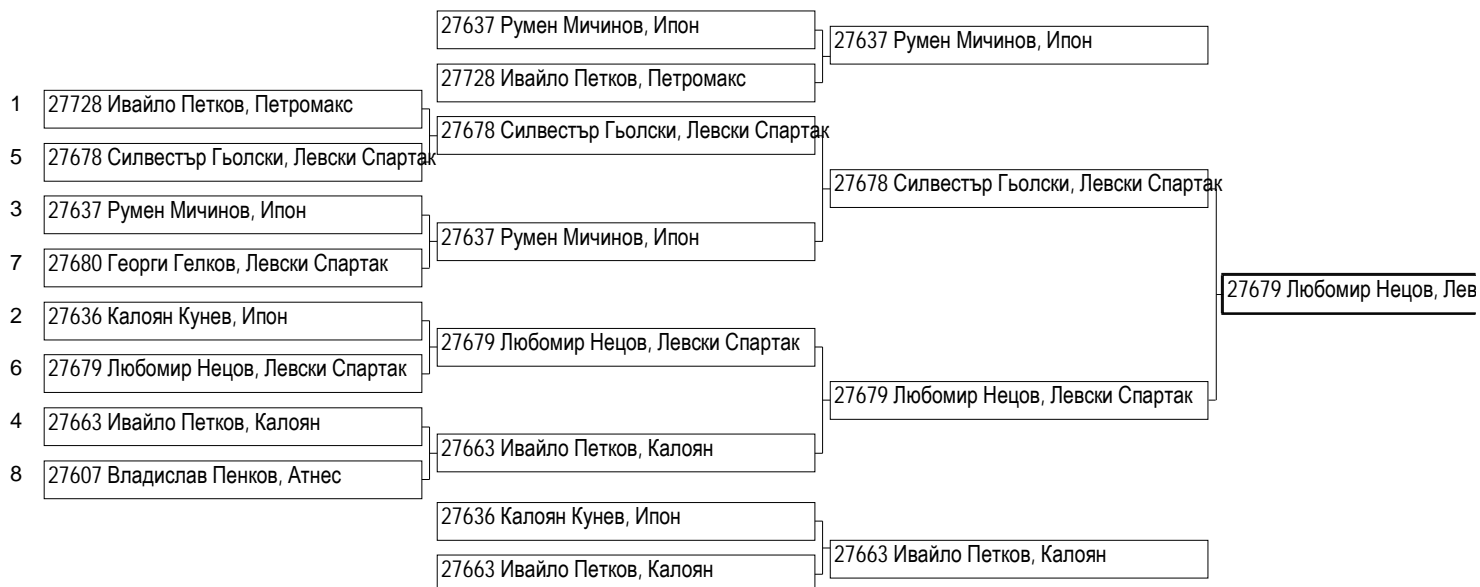 27637 Румен Мичинов, Ипон
27637 Румен Мичинов, Ипон
27728 Ивайло Петков, Петромакс
1 27728 Ивайло Петков, Петромакс
27678 Силвестър Гьолски, Левски Спартак
5 27678 Силвестър Гьолски, Левски Спартак
27678 Силвестър Гьолски, Левски Спартак
3 27637 Румен Мичинов, Ипон
27637 Румен Мичинов, Ипон
7 27680 Георги Гелков, Левски Спартак
27679 Любомир Нецов, Лев
2 27636 Калоян Кунев, Ипон
27679 Любомир Нецов, Левски Спартак
6 27679 Любомир Нецов, Левски Спартак
27679 Любомир Нецов, Левски Спартак
4 27663 Ивайло Петков, Калоян
27663 Ивайло Петков, Калоян
8 27607 Владислав Пенков, Атнес
27636 Калоян Кунев, Ипон
27663 Ивайло Петков, Калоян
27663 Ивайло Петков, Калоян